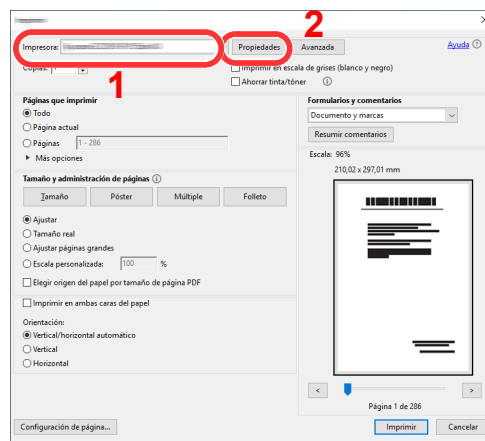 2
Impresora:
Propiedades
Avanzada
Ayuda
Copias: 1
1
Imprimir en escala de grises (blanco y negro)
Ahorrar tinta/tóner
Páginas que imprimir
Todo
Página actual
Páginas 1 - 286
Más opciones
Formularios y comentarios
Documento y marcas
Resumir comentarios
Escala: 96%
210,02 x 297,01 mm
Tamaño y administración de páginas
Tamaño Póster Múltiple Folleto
Ajustar
Tamaño real
Ajustar páginas grandes
Escala personalizada: 100 %
Elegir origen del papel por tamaño de página PDF
Imprimir en ambas caras del papel
Orientación:
Vertical/horizontal automático
Vertical
Horizontal
< >
Página 1 de 286
Configuración de página...
Imprimir Cancelar